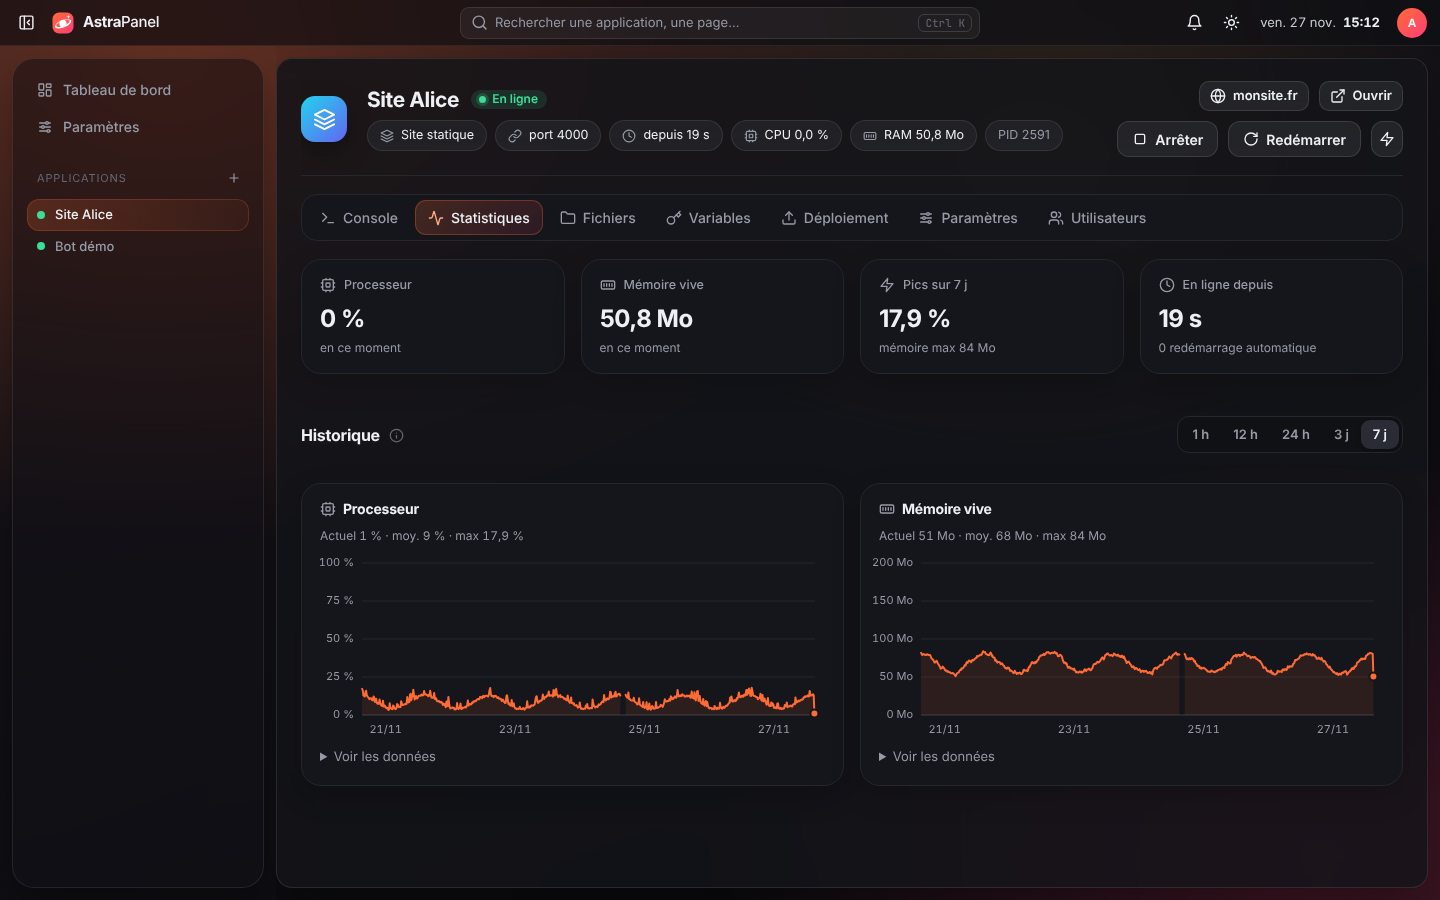 AstraPanel
Rechercher une application, une page...
Ctrl K
ven. 27 nov. 15:12
A
Tableau de bord
Paramètres
APPLICATIONS
Site Alice
Bot démo
Site Alice
En ligne
monsite.fr
Ouvrir
Site statique
port 4000
depuis 19 s
CPU 0,0 %
RAM 50,8 Mo
PID 2591
Arrêter
Redémarrer
Console
Statistiques
Fichiers
Variables
Déploiement
Paramètres
Utilisateurs
Processeur
0 %
en ce moment
Mémoire vive
50,8 Mo
en ce moment
Pics sur 7 j
17,9 %
mémoire max 84 Mo
En ligne depuis
19 s
0 redémarrage automatique
Historique
1 h
12 h
24 h
3 j
7 j
Processeur
Actuel 1 % · moy. 9 % · max 17,9 %
100 %
75 %
50 %
25 %
0 %
21/11
23/11
25/11
27/11
Voir les données
Mémoire vive
Actuel 51 Mo · moy. 68 Mo · max 84 Mo
200 Mo
150 Mo
100 Mo
50 Mo
0 Mo
21/11
23/11
25/11
27/11
Voir les données